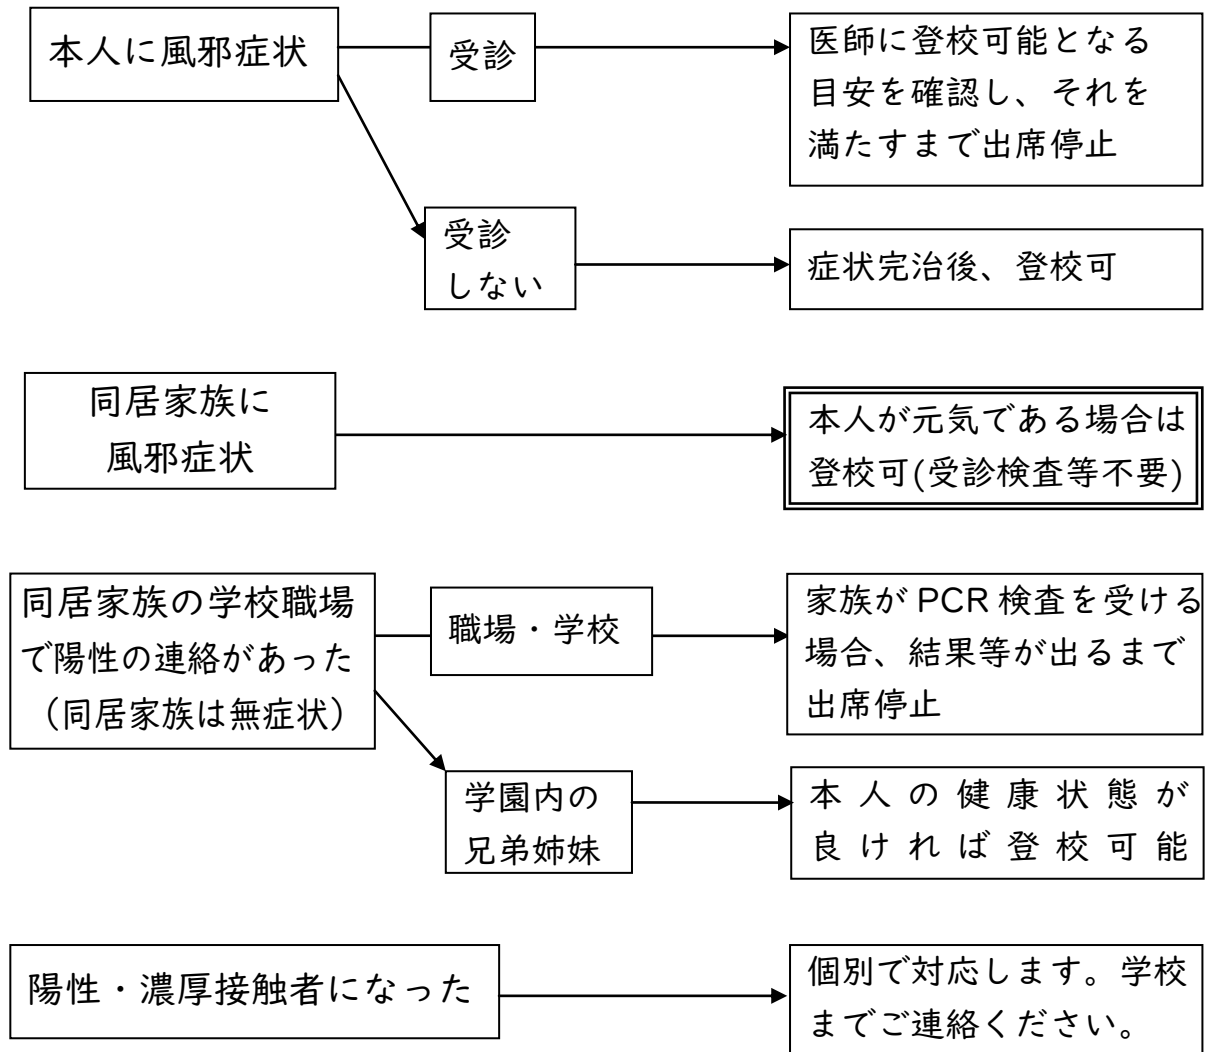 本人に風邪症状
受診
医師に登校可能となる
目安を確認し、それを
満たすまで出席停止
受診
しない
症状完治後、登校可
同居家族に
風邪症状
本人が元気である場合は
登校可(受診検査等不要)
同居家族の学校職場
で陽性の連絡があった
（同居家族は無症状）
職場・学校
家族が PCR 検査を受ける
場合、結果等が出るまで
出席停止
学園内の
兄弟姉妹
本人の健康状態が
良ければ登校可能
陽性・濃厚接触者になった
個別で対応します。学校
までご連絡ください。